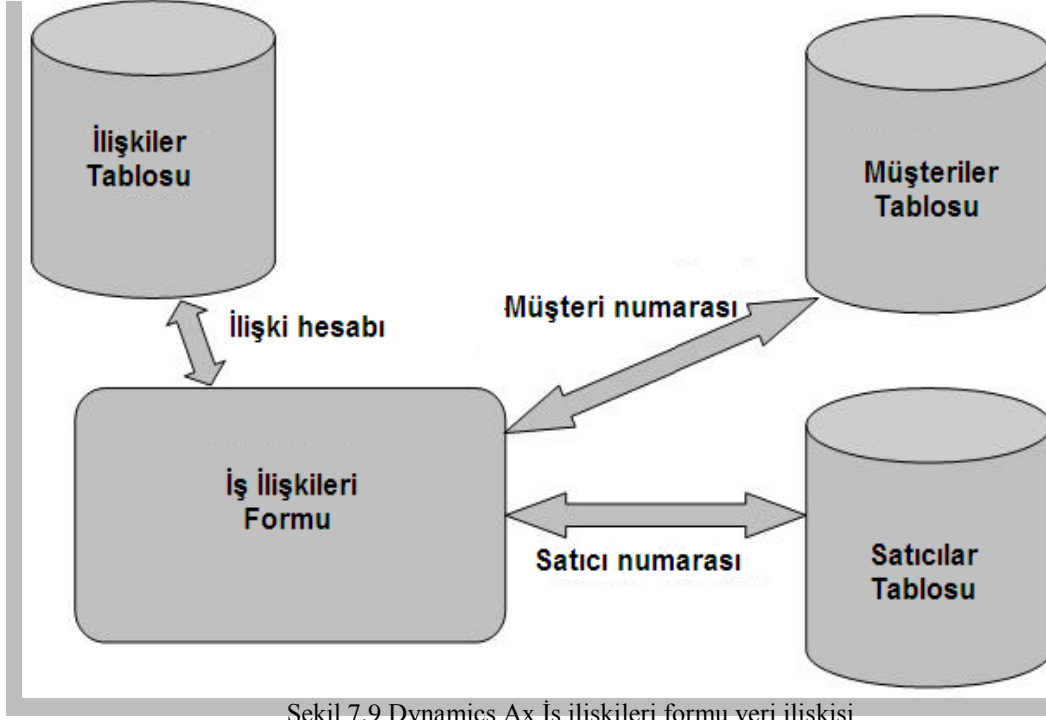 İlişkiler
Tablosu
Müşteriler
Tablosu
Müşteri numarası
İlişki hesabı
İş İlişkileri
Formu
Satıcı numarası
Satıcılar
Tablosu
Şekil 7.9 Dynamics Ax İş ilişkileri formu veri ilişkisi